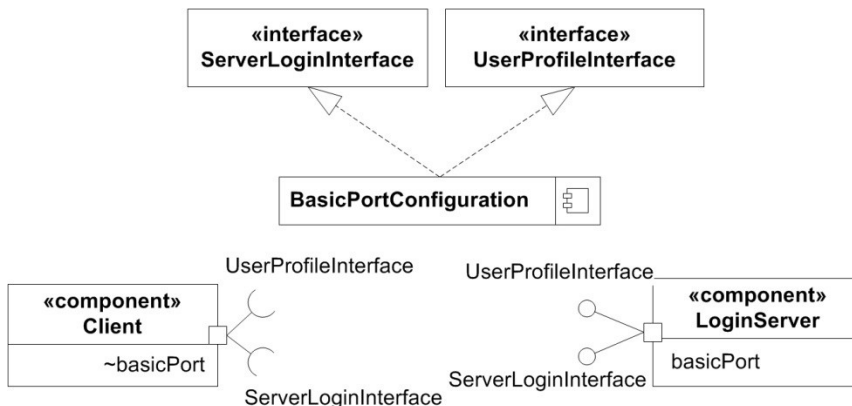 «interface»
ServerLoginInterface
«interface»
UserProfileInterface
BasicPortConfiguration
UserProfileInterface
«component»
Client
~basicPort
ServerLoginInterface
UserProfileInterface
«component»
LoginServer
basicPort
ServerLoginInterface